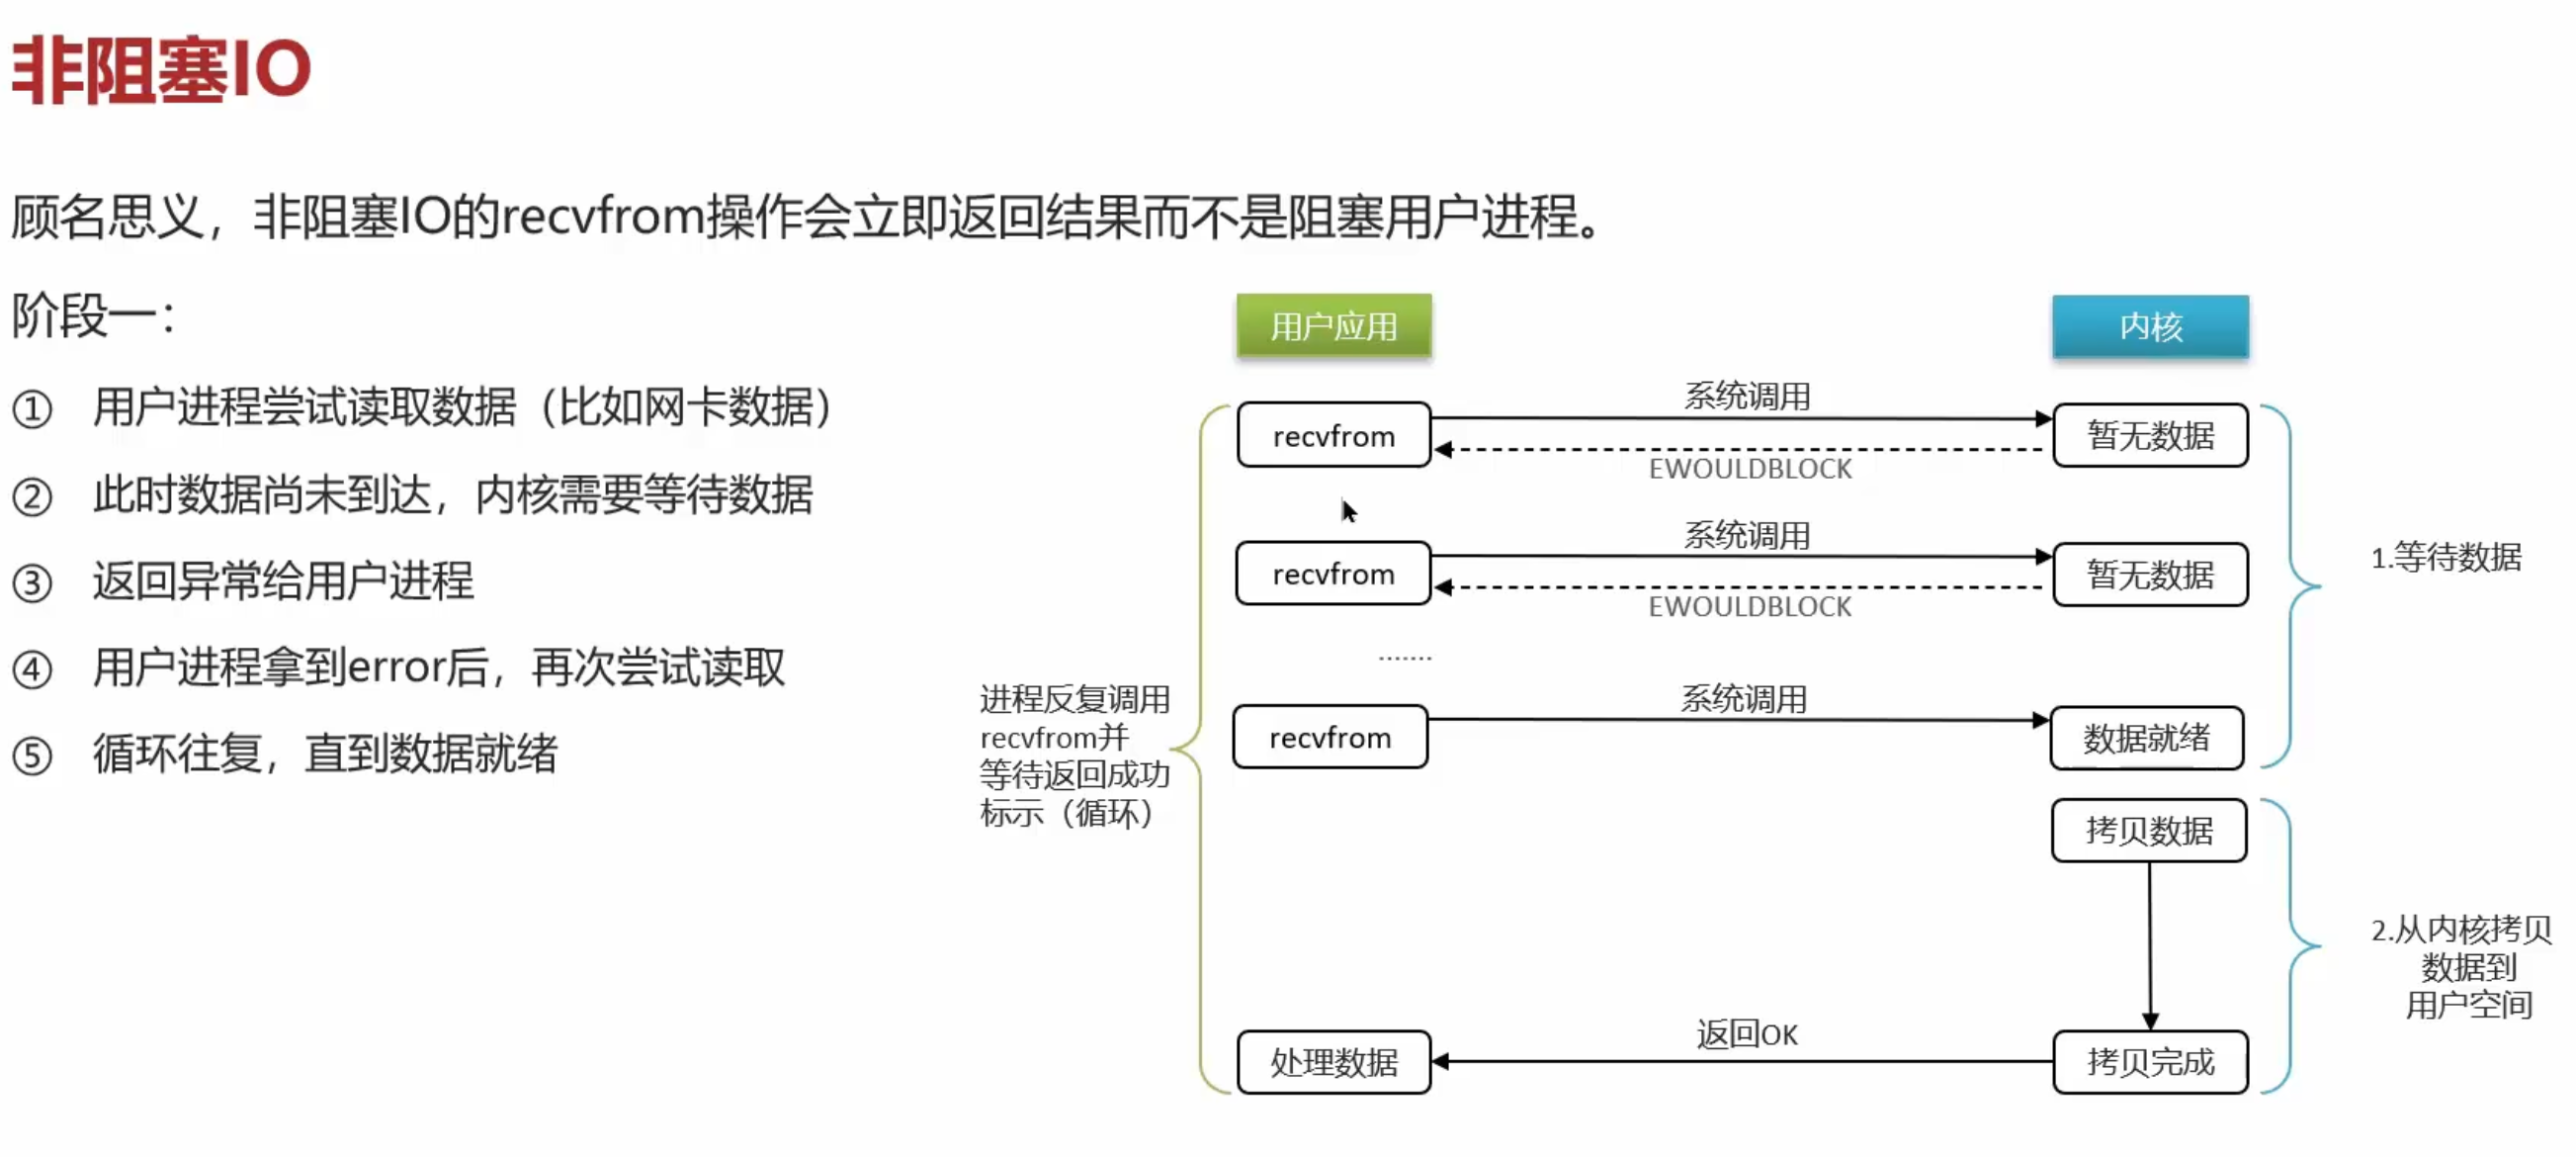 非阻塞IO
顾名思义，非阻塞IO的recvfrom操作会立即返回结果而不是阻塞用户进程。
阶段一：
① 用户进程尝试读取数据（比如网卡数据）
② 此时数据尚未到达，内核需要等待数据
③ 返回异常给用户进程
④ 用户进程拿到error后，再次尝试读取
⑤ 循环往复，直到数据就绪
用户应用
内核
recvfrom
系统调用
暂无数据
EWOULDBLOCK
recvfrom
系统调用
暂无数据
EWOULDBLOCK
1.等待数据
.......
进程反复调用
recvfrom并
等待返回成功
标示（循环）
recvfrom
系统调用
数据就绪
拷贝数据
2.从内核拷贝
数据到
用户空间
处理数据
返回OK
拷贝完成